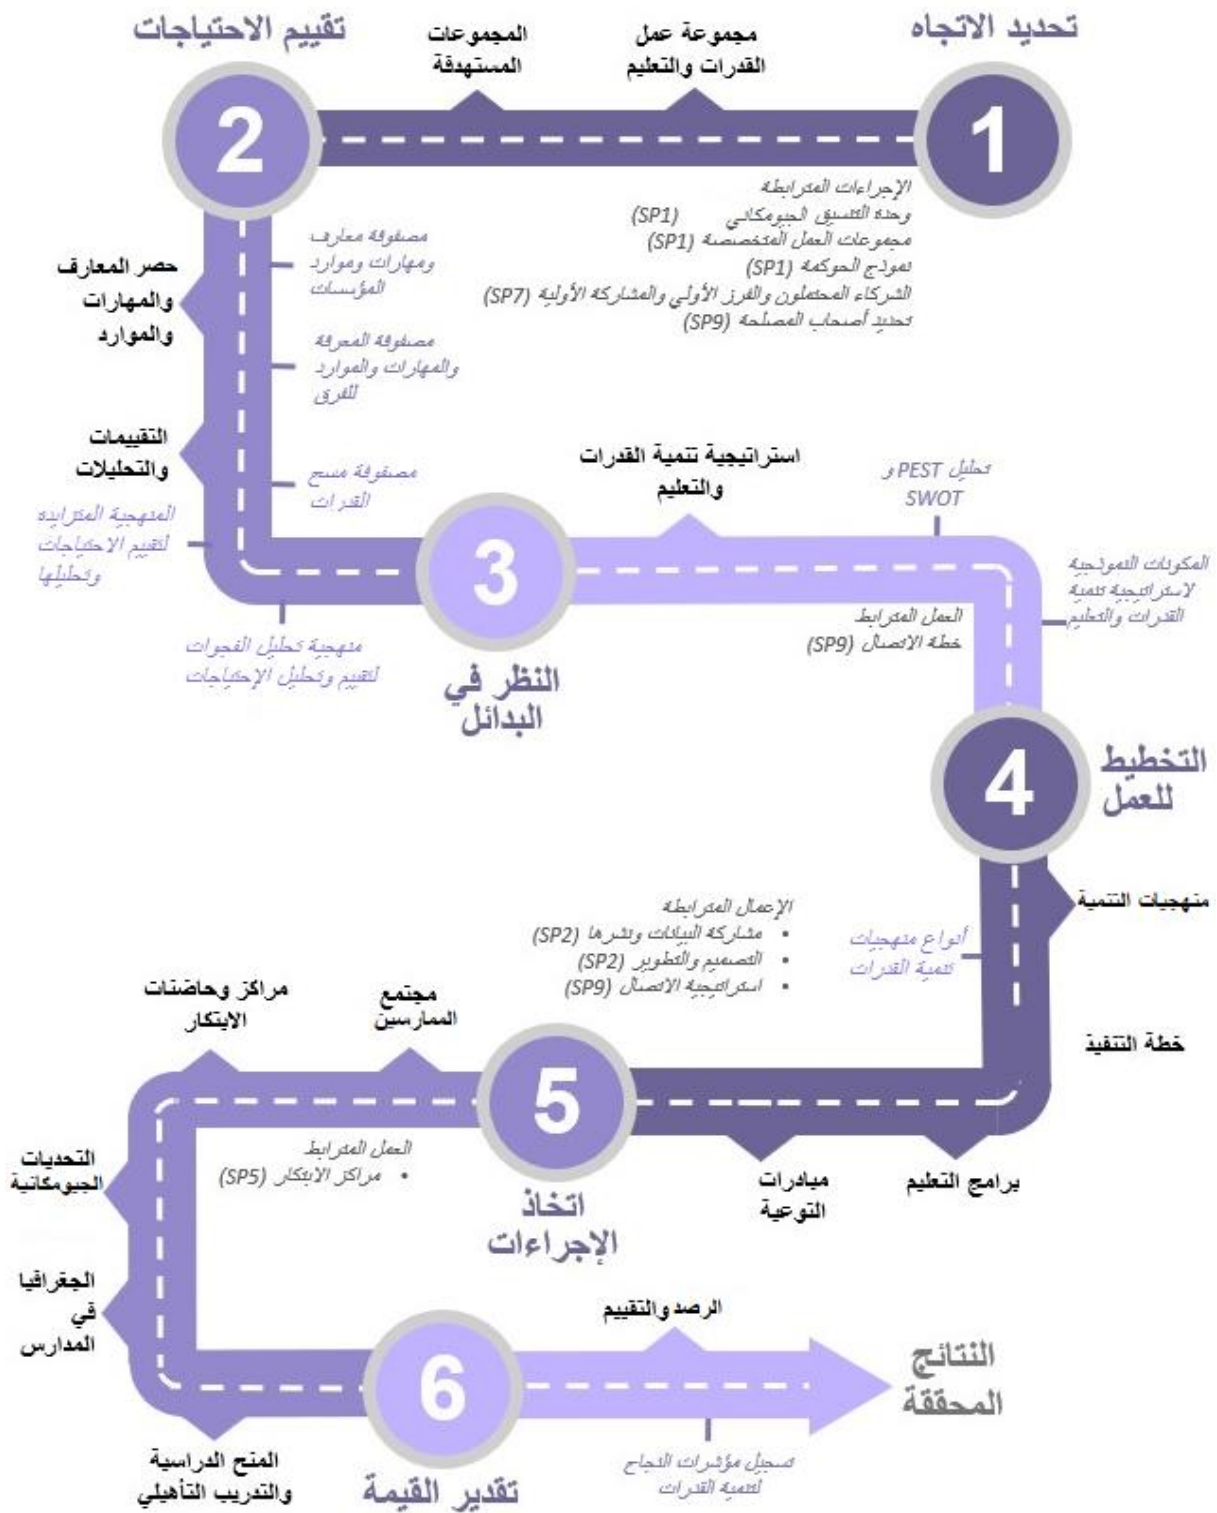 تحديد الاتجاه
1
مجموعة عمل
القدرات والتعليم
المجموعات
المستهدفة
الإجراءات المترابطة
وحدة التنسيق الجيومكاني (SP1)
مجموعات العمل المتخصصة (SP1)
نموذج الحوكمة (SP1)
الشركاء المحتملون والفرز الأولي والمشاركة الأولية (SP7)
تحديد أصحاب المصلحة (SP9)
تقييم الاحتياجات
2
مصفوفة معارف
ومهارات وموارد
المؤسسات
حصر المعارف
والمهارات
والموارد
مصفوفة المعرفة
والمهارات والموارد
للفرق
التقييمات
والتحليلات
مصفوفة مسح
القدرات
المنهجية المتزايدة
لتقييم الاحتياجات
وتحليلها
منهجية تحليل الفجوات
لتقييم وتحليل الإحتياجات
3
النظر في
البدائل
استراتيجية تنمية القدرات
والتعليم
تحليل PEST و
SWOT
المكونات النموذجية
لاستراتيجية تنمية
القدرات والتعليم
العمل المترابط
خطة الاتصال (SP9)
4
التخطيط
للعمل
منهجيات التنمية
أنواع منهجيات
تنمية القدرات
خطة التنفيذ
الإعمال المترابطة
• مشاركة البيانات ونشرها (SP2)
• التصميم والتطوير (SP2)
• استراتيجية الاتصال (SP9)
برامج التعليم
مبادرات
التوعية
5
اتخاذ
الإجراءات
مجتمع
الممارسين
مراكز وحاضنات
الابتكار
العمل المترابط
• مراكز الابتكار (SP5)
التحديات
الجيومكانية
الجغرافيا
في
المدارس
المنح الدراسية
والتدريب التأهيلي
6
تقدير القيمة
الرصد والتقييم
تسجيل مؤشرات النجاح
لتنمية القدرات
النتائج
المحققة